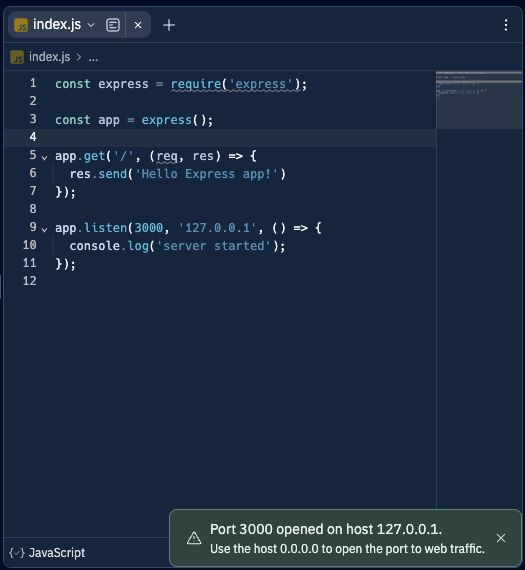 JS index.js
JS index.js > ...
1 const express = require('express');
2
3 const app = express();
4
5 app.get('/', (req, res) => {
6   res.send('Hello Express app!')
7 });
8
9 app.listen(3000, '127.0.0.1', () => {
10   console.log('server started');
11 });
12
Port 3000 opened on host 127.0.0.1.
Use the host 0.0.0.0 to open the port to web traffic.
JavaScript